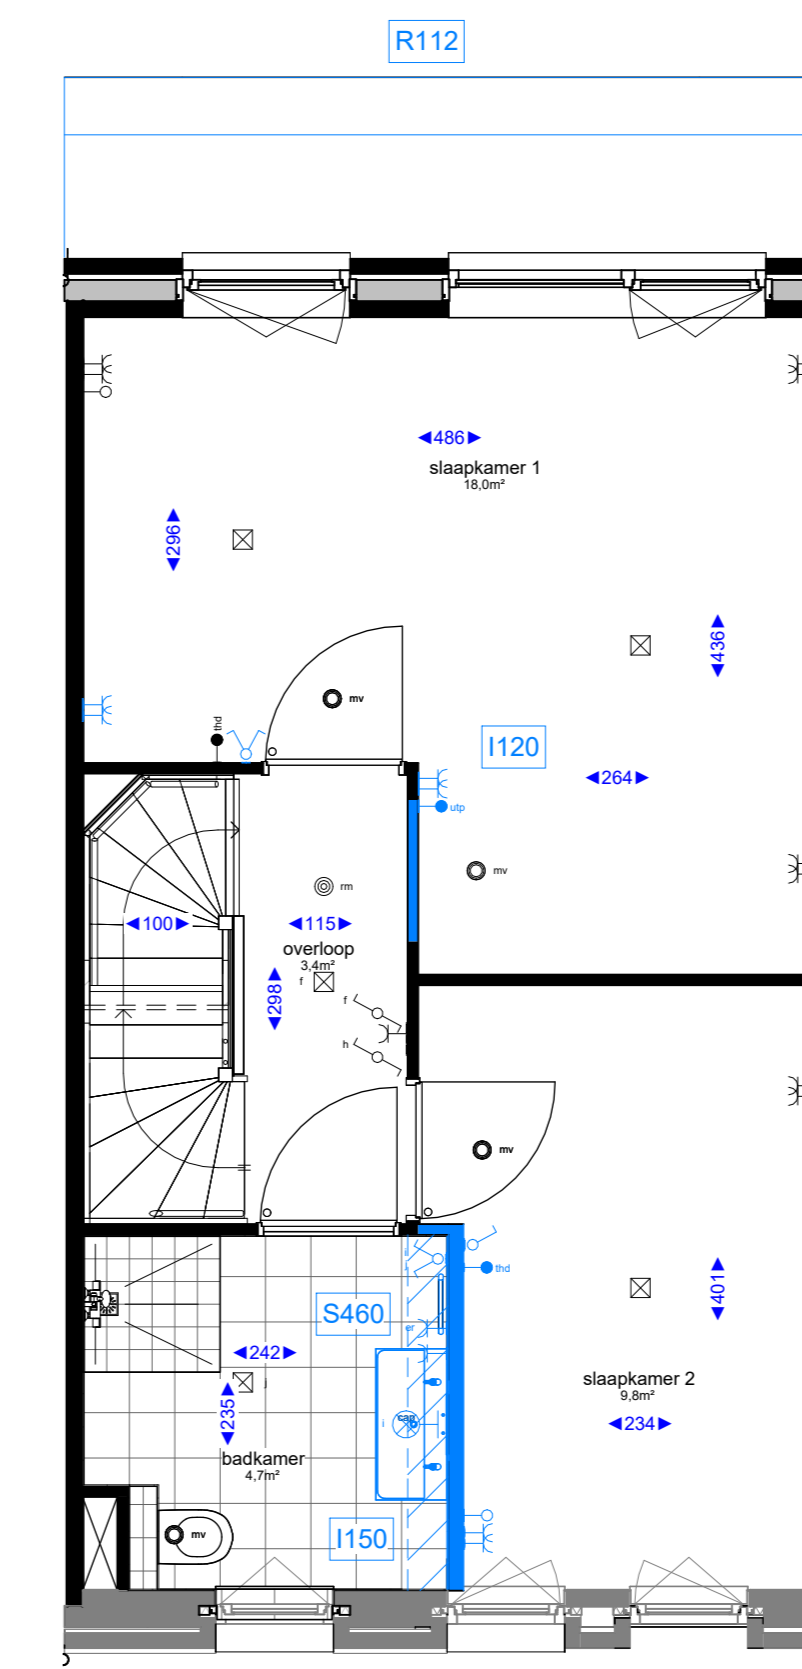 R112
◄486►
slaapkamer 1
18,0m²
◄296►
◄436►
mv
thd
I120
◄264►
utp
mv
rm
◄100►
◄115►
overloop
3,4m²
f
◄298►
f
h
mv
thd
S460
er
◄401►
◄242►
j
◄235►
slaapkamer 2
9,8m²
◄234►
i
cap
badkamer
4,7m²
mv
I150